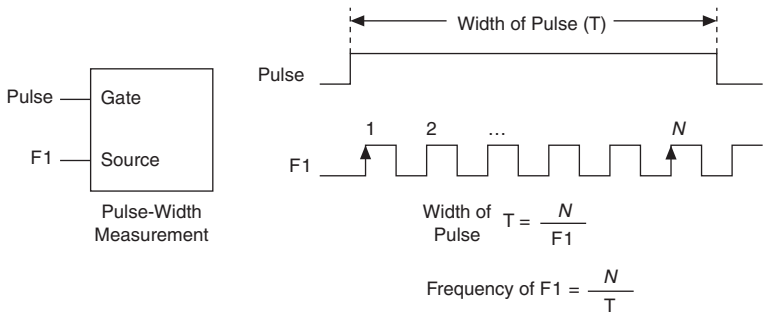 Width of Pulse (T)
Pulse
Pulse
Gate
F1
Source
1 2 ... N
F1
Pulse-Width
Measurement
Width of
Pulse
T = N
F1
Frequency of F1 = N
T